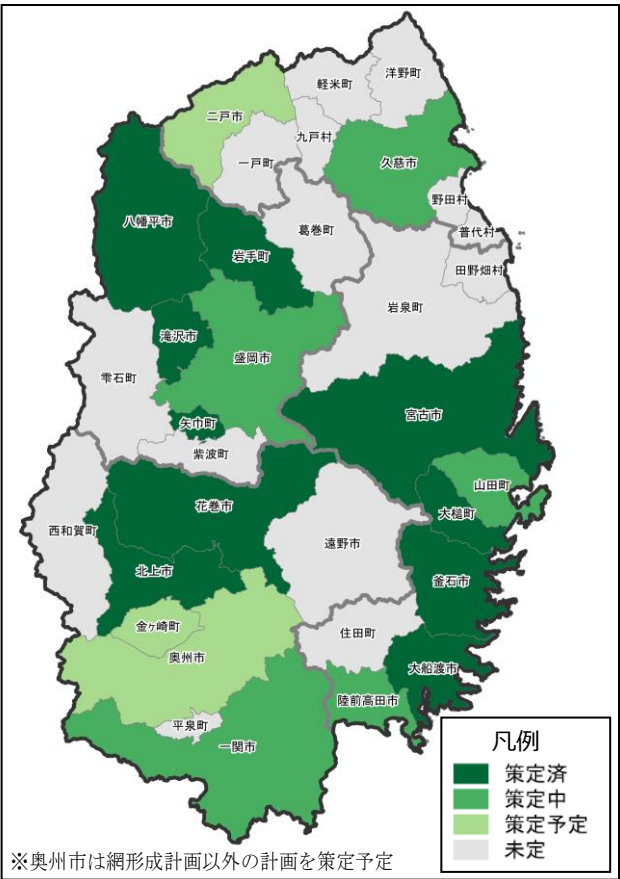 洋野町
軽米町
二戸市
九戸村
一戸町
久慈市
野田村
八幡平市
葛巻町
普代村
岩手町
田野畑村
岩泉町
滝沢市
盛岡市
雫石町
宮古市
矢巾町
紫波町
山田町
花巻市
大槌町
西和賀町
遠野市
北上市
釜石市
金ヶ崎町
住田町
奥州市
大船渡市
陸前高田市
平泉町
一関市
凡例
策定済
策定中
策定予定
未定
※奥州市は網形成計画以外の計画を策定予定